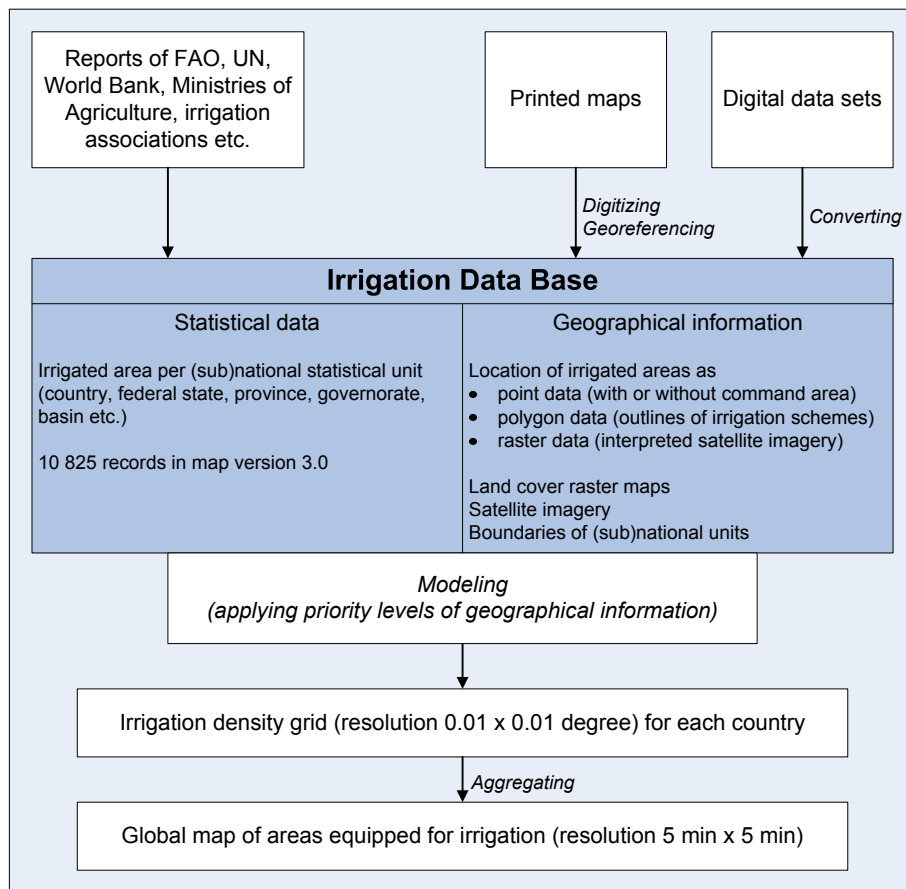 Reports of FAO, UN,
World Bank, Ministries of
Agriculture, irrigation
associations etc.
Printed maps
Digital data sets
Digitizing
Georeferencing
Converting
Irrigation Data Base
Statistical data
Irrigated area per (sub)national statistical unit
(country, federal state, province, governorate,
basin etc.)
10 825 records in map version 3.0
Geographical information
Location of irrigated areas as
• point data (with or without command area)
• polygon data (outlines of irrigation schemes)
• raster data (interpreted satellite imagery)
Land cover raster maps
Satellite imagery
Boundaries of (sub)national units
Modeling
(applying priority levels of geographical information)
Irrigation density grid (resolution 0.01 x 0.01 degree) for each country
Aggregating
Global map of areas equipped for irrigation (resolution 5 min x 5 min)